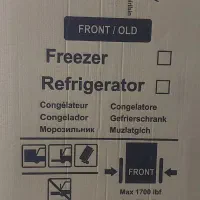 FRONT / OLD
Freezer
Refrigerator
Congélateur Congelatore
Congelador Gefrierschrank
Морозильник Muzlatgich
FRONT
Max 1700 lbf